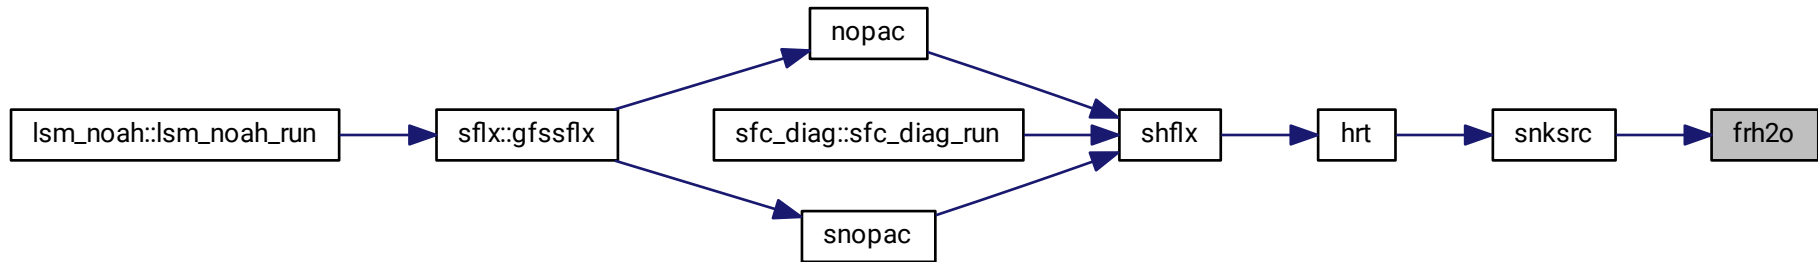 nopac
lsm_noah::lsm_noah_run
sflx::gfssflx
sfc_diag::sfc_diag_run
shflx
hrt
snksrc
frh2o
snopac